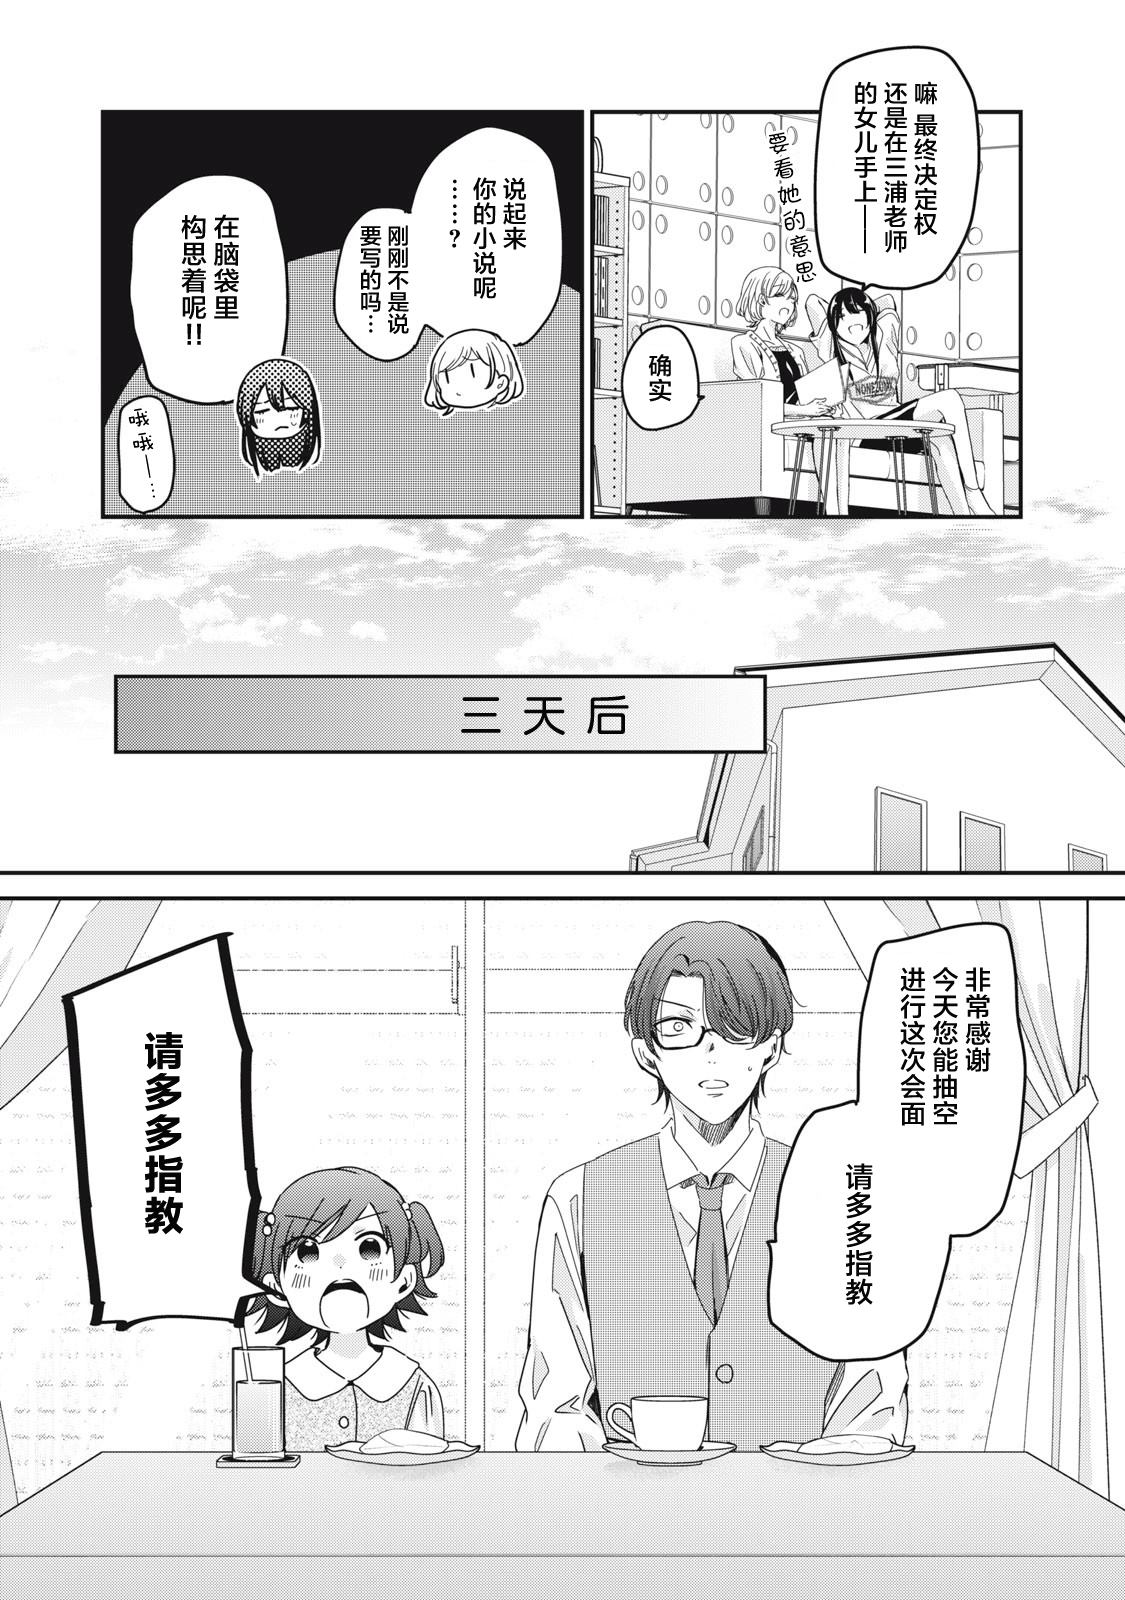 嘛 最终决定权
还是在三浦老师
的女儿手上——
要看她的意思
确实
说起来
你的小说呢
……?
刚刚不是说
要写的吗…
在脑袋里
构思着呢!!
哦
哦—…
三天后
非常感谢
今天您能抽空
进行这次会面
请多多指教
请多多指教